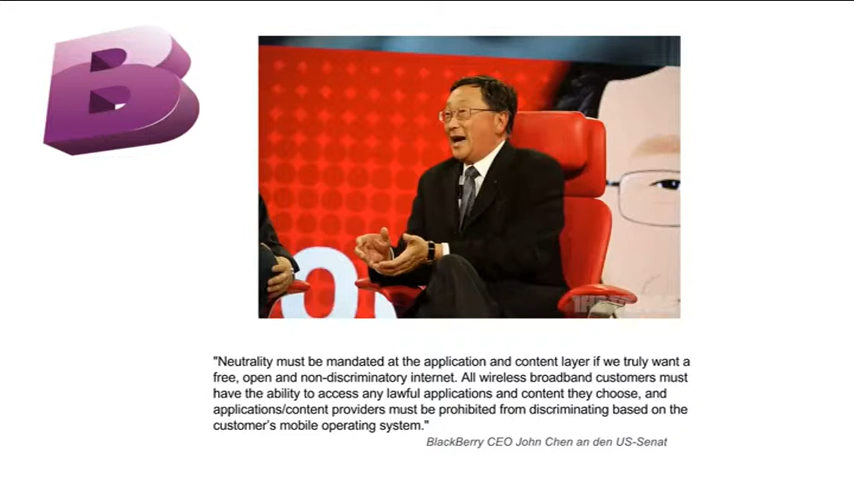 B
"Neutrality must be mandated at the application and content layer if we truly want a
free, open and non-discriminatory internet. All wireless broadband customers must
have the ability to access any lawful applications and content they choose, and
applications/content providers must be prohibited from discriminating based on the
customer's mobile operating system."
BlackBerry CEO John Chen an den US-Senat